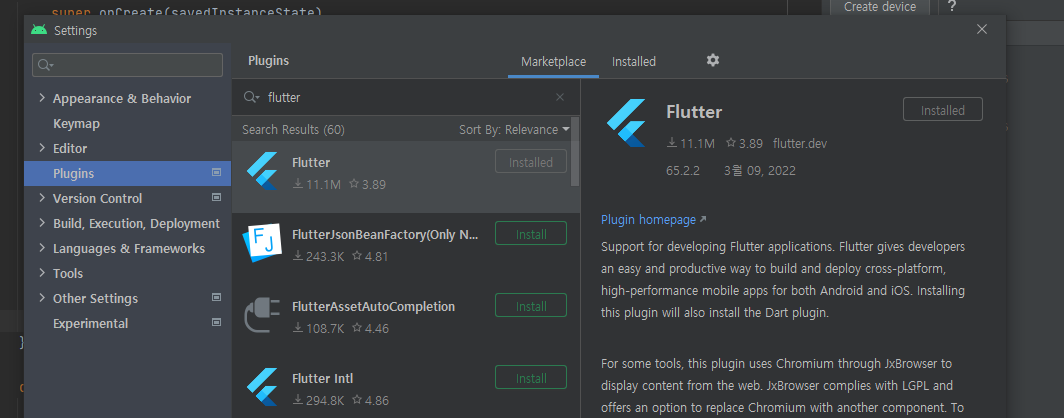 super.onCreate(savedInstanceState)
Create device
?
Settings
Plugins
Marketplace
Installed
Appearance & Behavior
Keymap
Editor
Plugins
Version Control
Build, Execution, Deployment
Languages & Frameworks
Tools
Other Settings
Experimental
flutter
Search Results (60)
Sort By: Relevance
Flutter
11.1M
3.89
Installed
FlutterJsonBeanFactory(Only N...
243.3K
4.81
Install
FlutterAssetAutoCompletion
108.7K
4.46
Install
Flutter Intl
294.8K
4.86
Install
Flutter
Installed
11.1M
3.89
flutter.dev
65.2.2
3월 09, 2022
Plugin homepage
Support for developing Flutter applications. Flutter gives developers
an easy and productive way to build and deploy cross-platform,
high-performance mobile apps for both Android and iOS. Installing
this plugin will also install the Dart plugin.
For some tools, this plugin uses Chromium through JxBrowser to
display content from the web. JxBrowser complies with LGPL and
offers an option to replace Chromium with another component. To